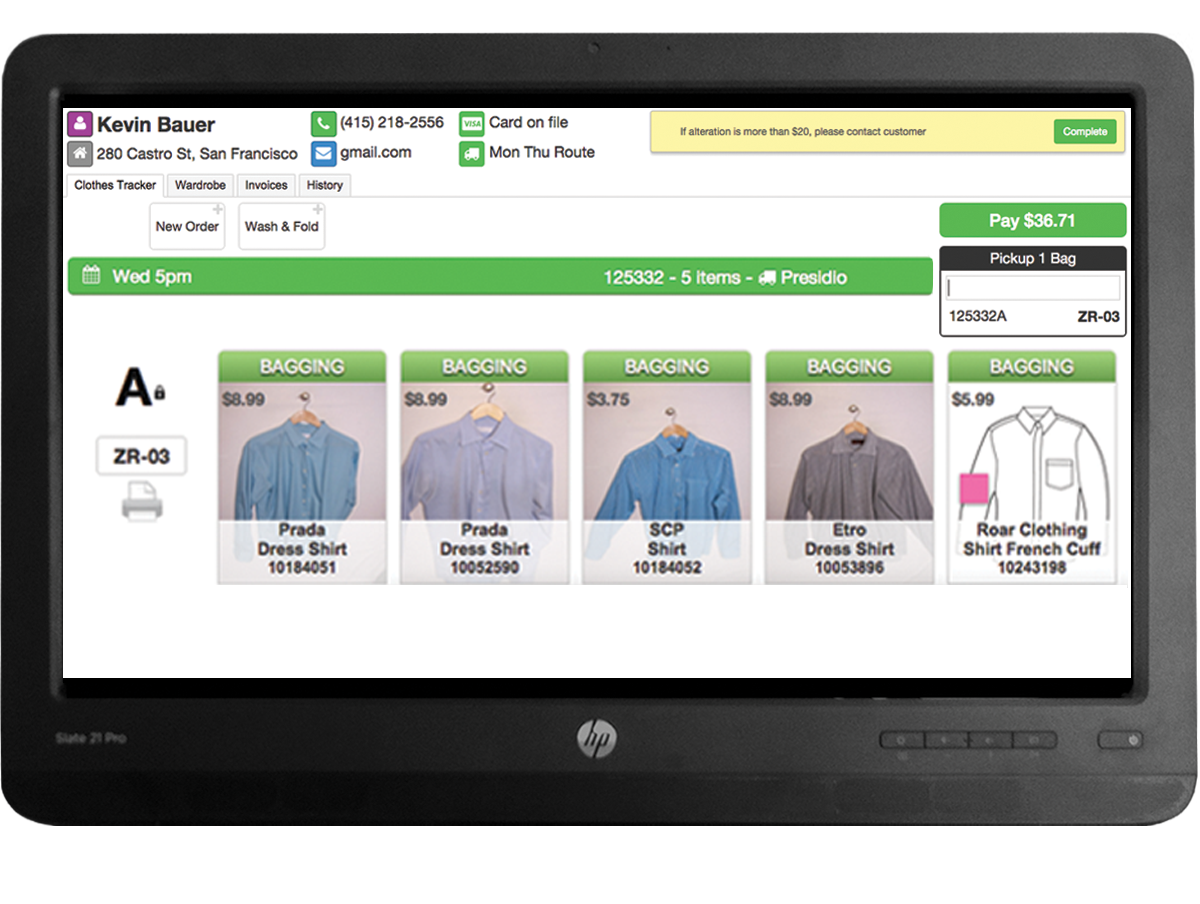 Kevin Bauer
280 Castro St, San Francisco
(415) 218-2556
gmail.com
VISA Card on file
Mon Thu Route
If alteration is more than $20, please contact customer
Complete
Clothes Tracker
Wardrobe
Invoices
History
New Order
Wash & Fold
Pay $36.71
Wed 5pm
125332 - 5 items - Presidio
Pickup 1 Bag
125332A
ZR-03
A
ZR-03
BAGGING
$8.99
Prada
Dress Shirt
10184051
BAGGING
$8.99
Prada
Dress Shirt
10052590
BAGGING
$3.75
SCP
Shirt
10184052
BAGGING
$8.99
Etro
Dress Shirt
10053896
BAGGING
$5.99
Roar Clothing
Shirt French Cuff
10243198
Slate 21 Pro
hp